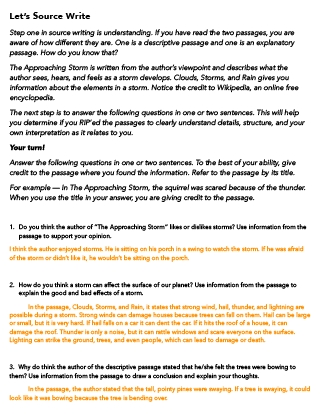 Let's Source Write
Step one in source writing is understanding. If you have read the two passages, you are
aware of how different they are. One is a descriptive passage and one is an explanatory
passage. How do you know that?
The Approaching Storm is written from the author's viewpoint and describes what the
author sees, hears, and feels as a storm develops. Clouds, Storms, and Rain gives you
information about the elements in a storm. Notice the credit to Wikipedia, an online free
encyclopedia.
The next step is to answer the following questions in one or two sentences. This will help
you determine if you RIP'ed the passages to clearly understand details, structure, and your
own interpretation as it relates to you.
Your turn!
Answer the following questions in one or two sentences. To the best of your ability, give
credit to the passage where you found the information. Refer to the passage by its title.
For example — In The Approaching Storm, the squirrel was scared because of the thunder.
When you use the title in your answer, you are giving credit to the passage.
1. Do you think the author of "The Approaching Storm" likes or dislikes storms? Use information from the
passage to support your opinion.
I think the author enjoyed storms. He is sitting on his porch in a swing to watch the storm. If he was afraid
of the storm or didn't like it, he wouldn't be sitting on the porch.
2. How do you think a storm can affect the surface of our planet? Use information from the passage to
explain the good and bad effects of a storm.
In the passage, Clouds, Storms, and Rain, it states that strong wind, hail, thunder, and lightning are
possible during a storm. Strong winds can damage houses because trees can fall on them. Hail can be large
or small, but it is very hard. If hail falls on a car it can dent the car. If it hits the roof of a house, it can
damage the roof. Thunder is only a noise, but it can rattle windows and scare everyone on the surface.
Lighting can strike the ground, trees, and even people, which can lead to damage or death.
3. Why do you think the author of the descriptive passage stated that he/she felt the trees were bowing to
them? Use information from the passage to draw a conclusion and explain your thoughts.
In the passage, the author stated that the tall, pointy pines were swaying. If a tree is swaying, it could
look like it was bowing because the tree is bending over.